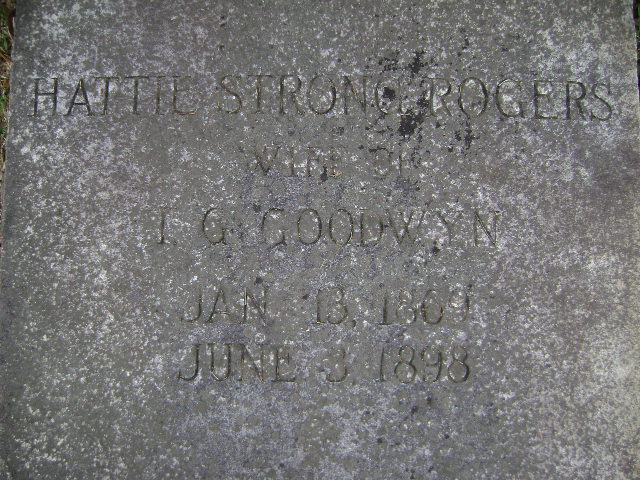 HATTIE STRONG ROGERS
WIFE OF
T. G. GOODWYN
JAN. 13, 1869
JUNE 3, 1898